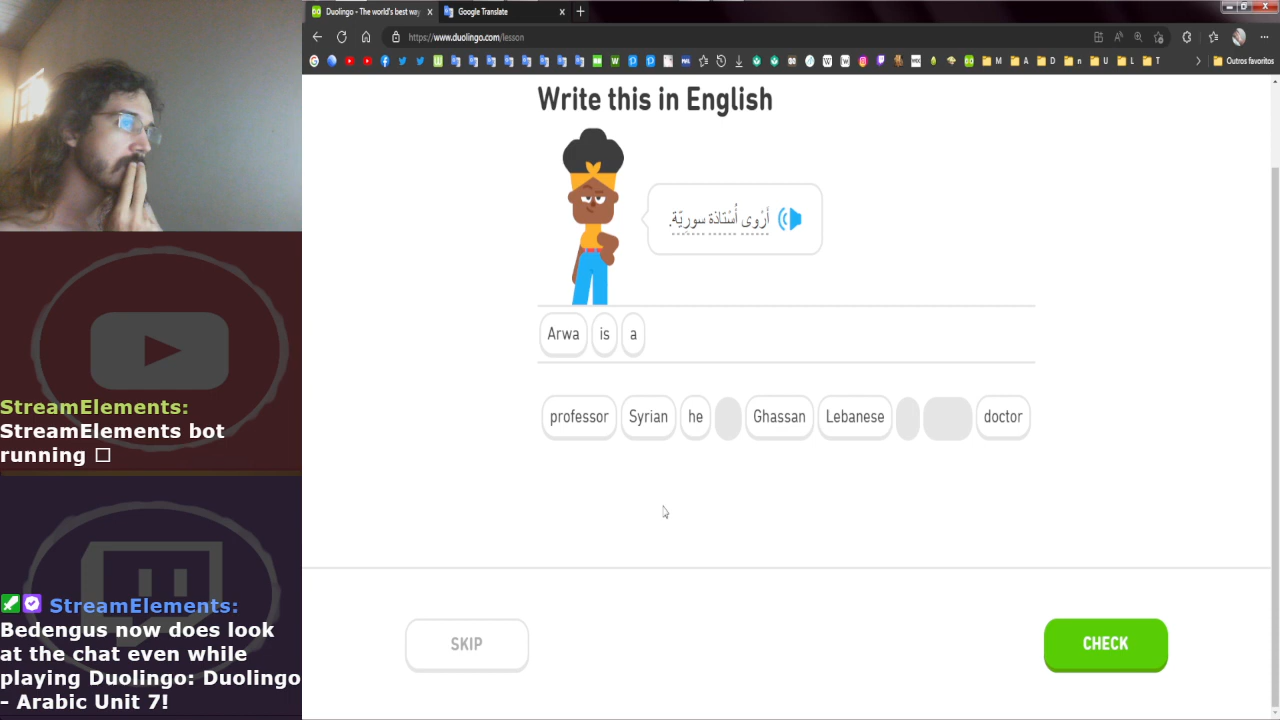 Duolingo - The world's best way
Google Translate
https://www.duolingo.com/lesson
M
A
D
n
U
L
T
Outros favoritos
Write this in English
أَرْوى أُسْتاذة سورِيّة.
Arwa is a
professor Syrian he Ghassan Lebanese doctor
SKIP
CHECK
StreamElements:
StreamElements bot
running
StreamElements:
Bedengus now does look
at the chat even while
playing Duolingo: Duolingo
- Arabic Unit 7!